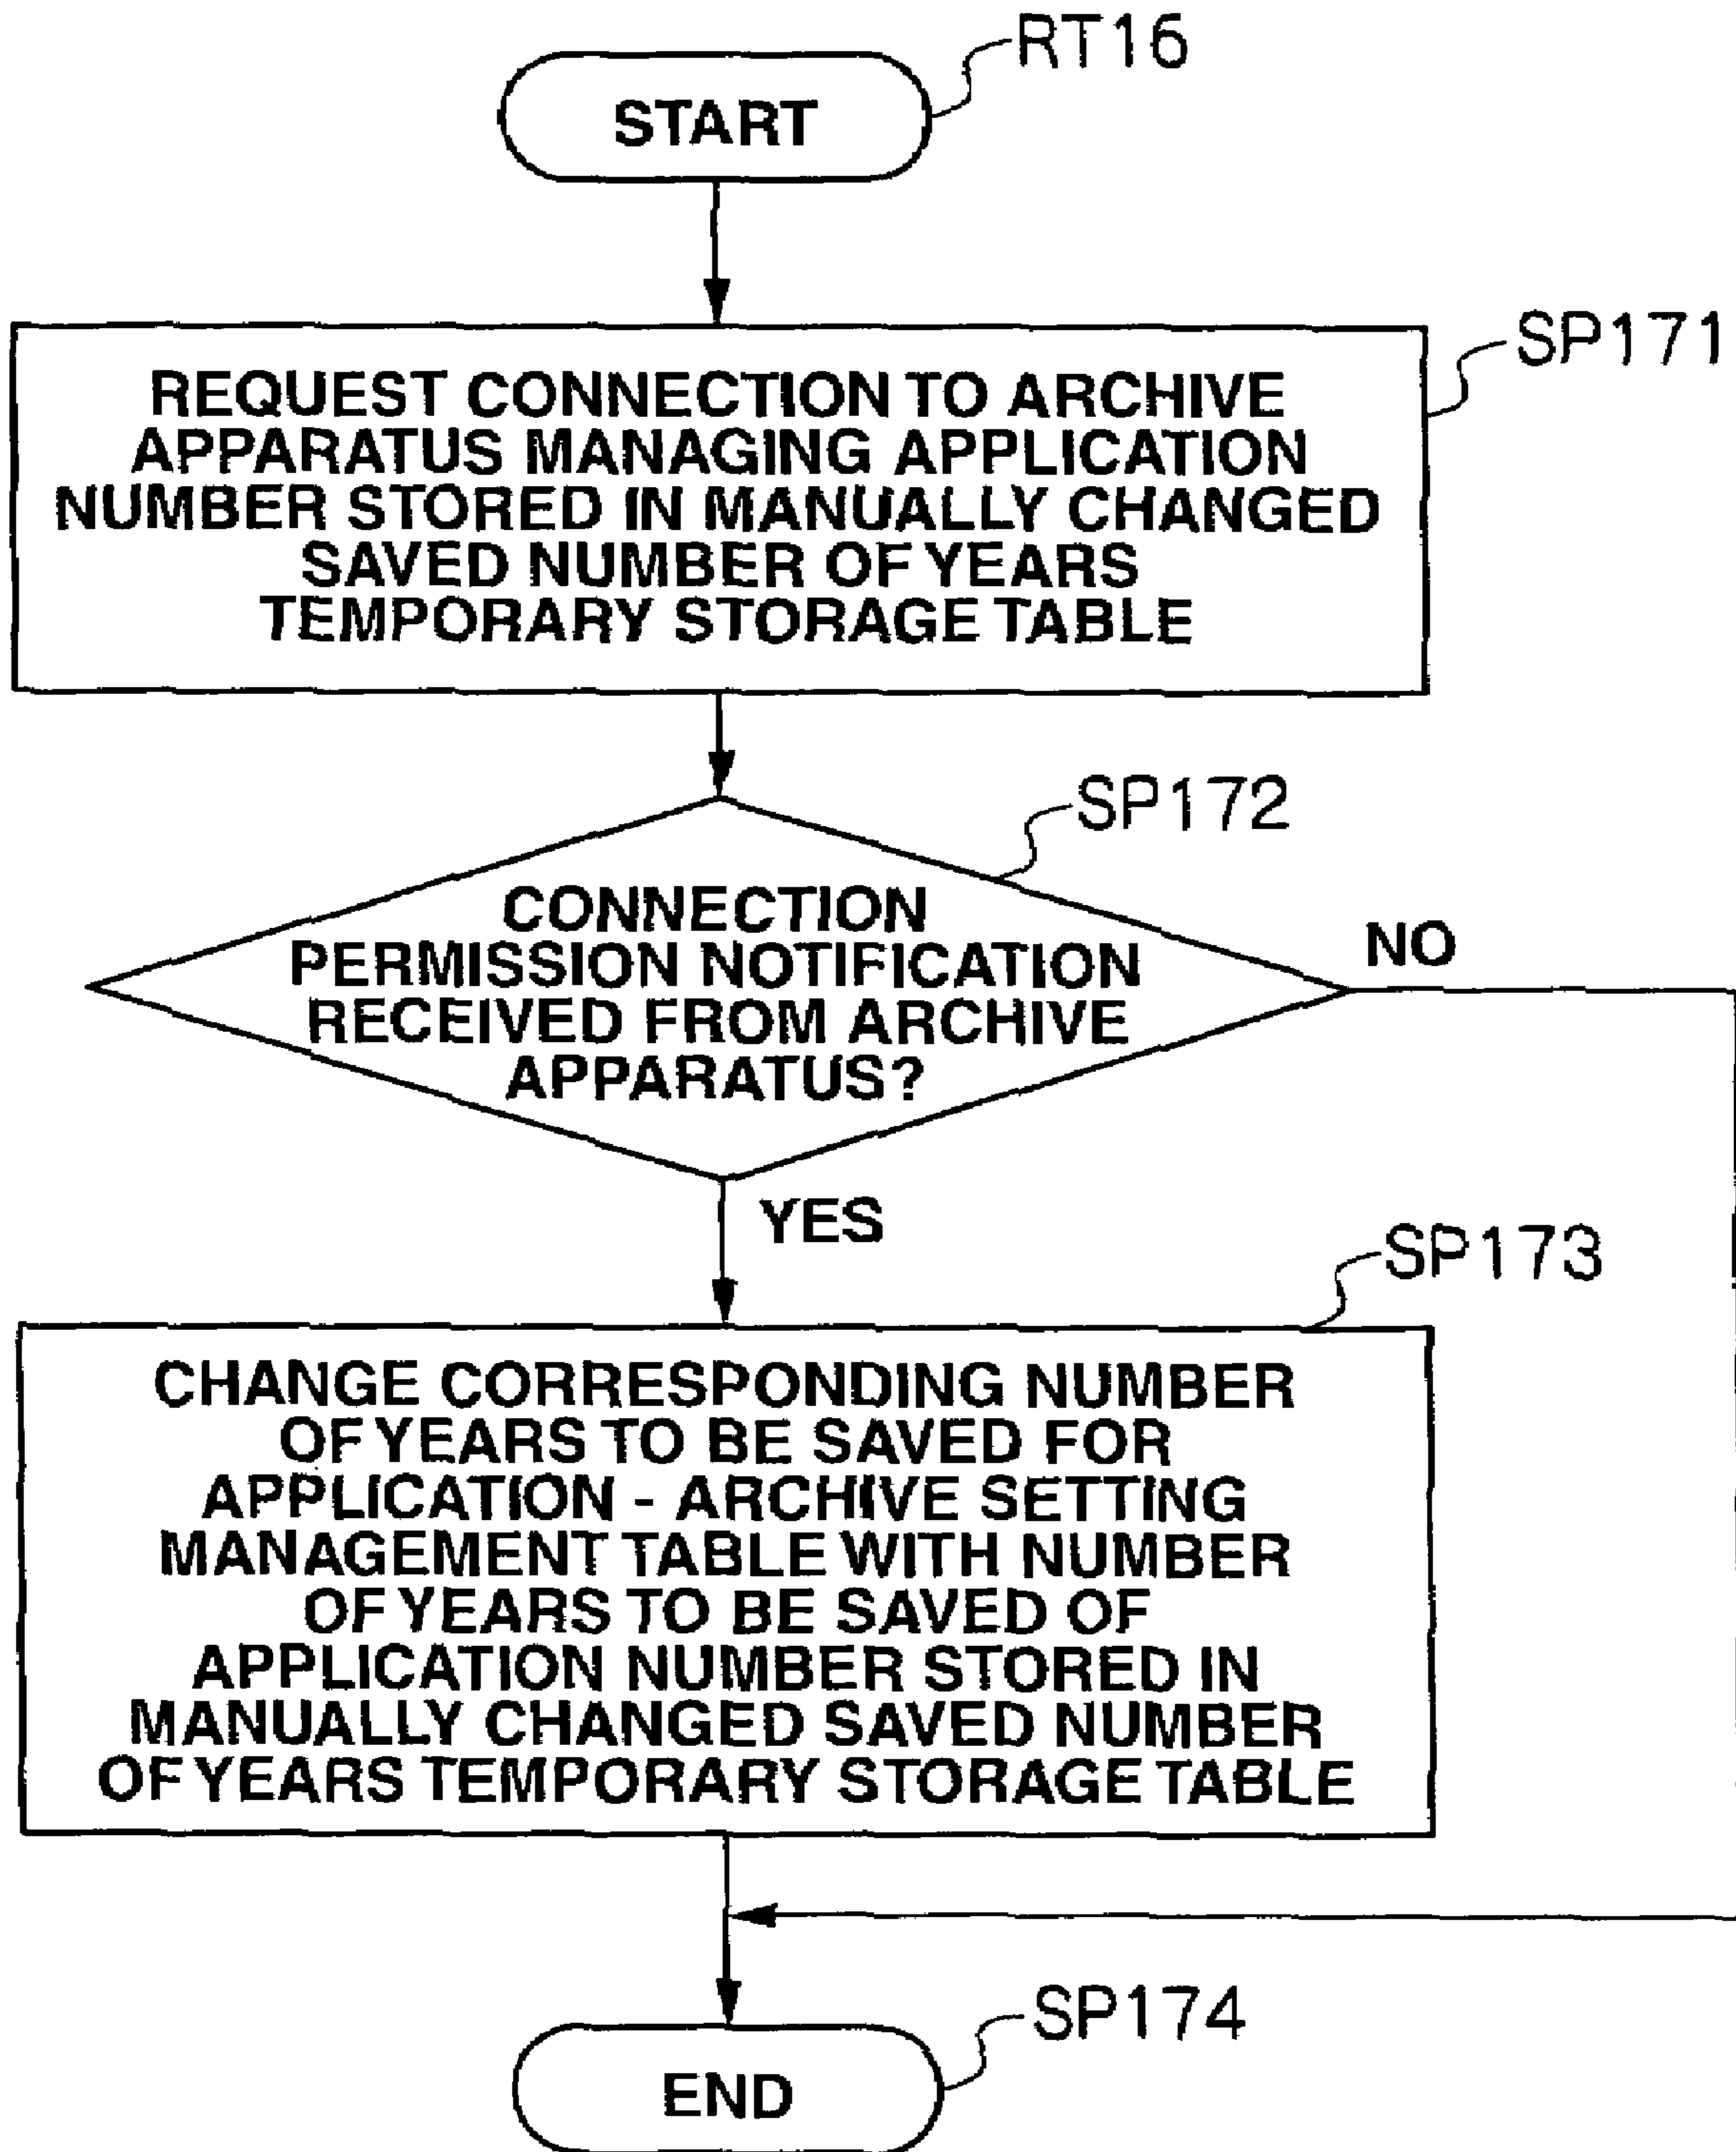 RT16
START
SP171
REQUEST CONNECTION TO ARCHIVE
APPARATUS MANAGING APPLICATION
NUMBER STORED IN MANUALLY CHANGED
SAVED NUMBER OF YEARS
TEMPORARY STORAGE TABLE
SP172
CONNECTION
PERMISSION NOTIFICATION
RECEIVED FROM ARCHIVE
APPARATUS?
NO
YES
SP173
CHANGE CORRESPONDING NUMBER
OF YEARS TO BE SAVED FOR
APPLICATION - ARCHIVE SETTING
MANAGEMENT TABLE WITH NUMBER
OF YEARS TO BE SAVED OF
APPLICATION NUMBER STORED IN
MANUALLY CHANGED SAVED NUMBER
OF YEARS TEMPORARY STORAGE TABLE
SP174
END